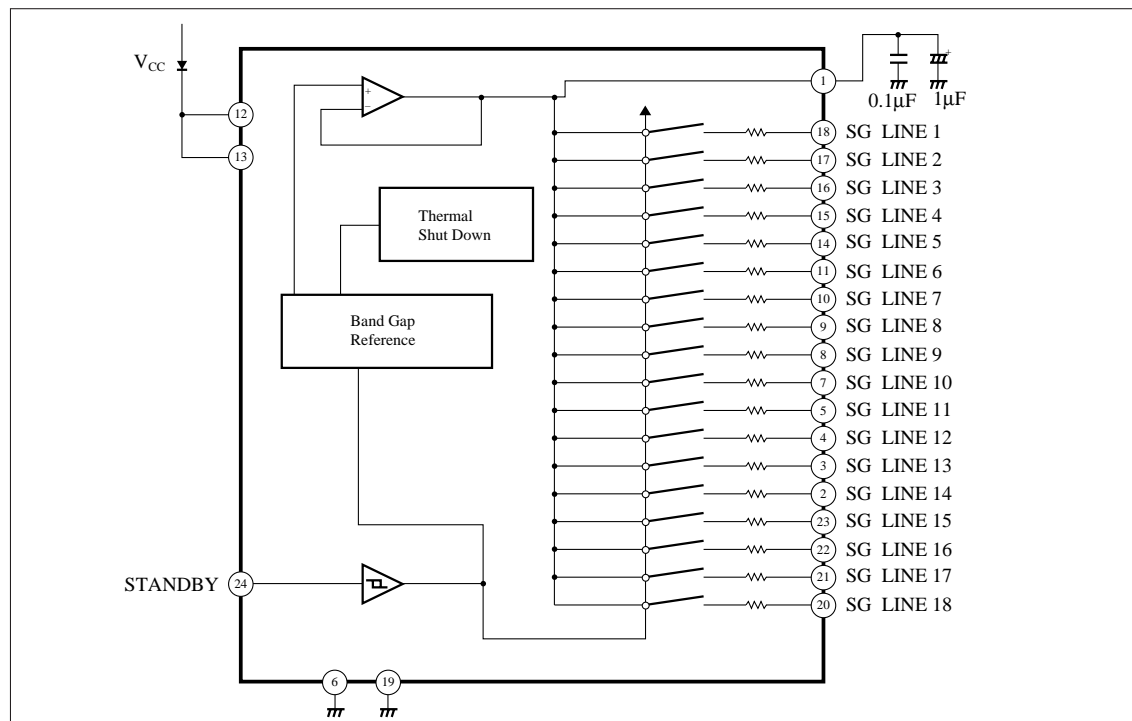 VCC
12
13
+
−
1
+
0.1μF
1μF
18 SG LINE 1
17 SG LINE 2
16 SG LINE 3
15 SG LINE 4
14 SG LINE 5
11 SG LINE 6
10 SG LINE 7
9 SG LINE 8
8 SG LINE 9
7 SG LINE 10
5 SG LINE 11
4 SG LINE 12
3 SG LINE 13
2 SG LINE 14
23 SG LINE 15
22 SG LINE 16
21 SG LINE 17
20 SG LINE 18
Thermal
Shut Down
Band Gap
Reference
STANDBY 24
6
19